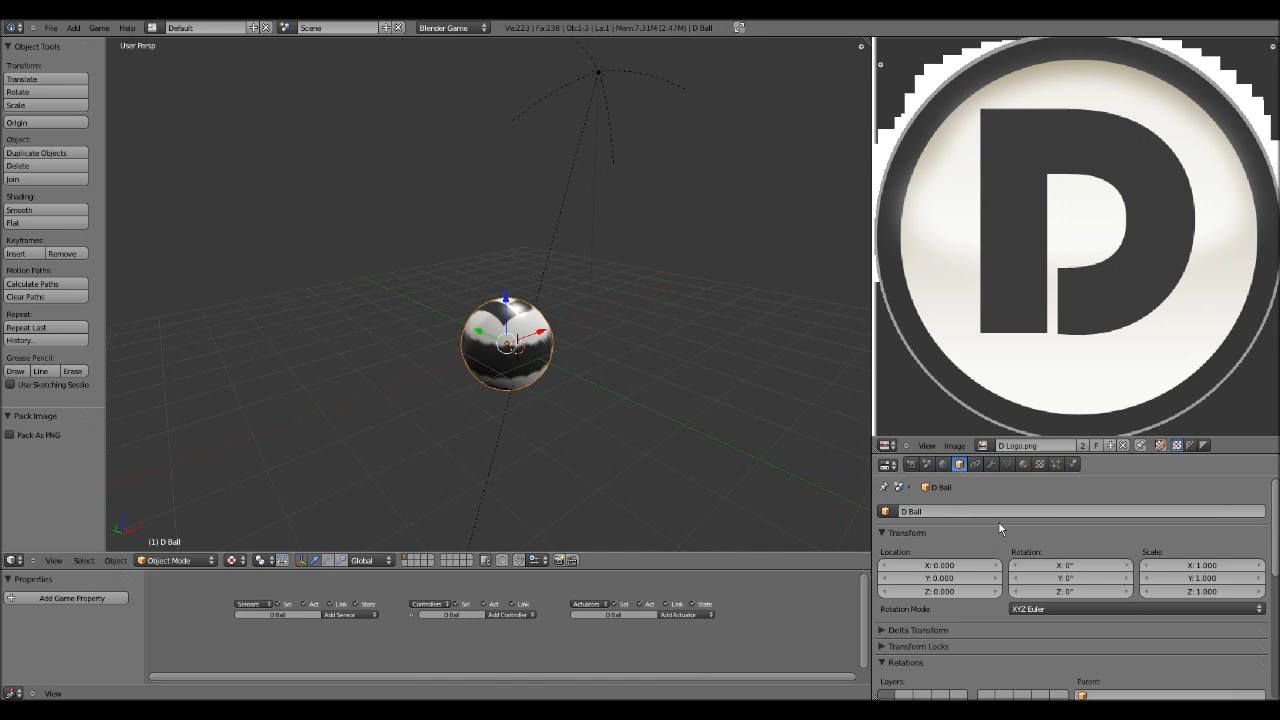 File Add Game Help Default Scene Blender Game Ve:223 | Fa:238 | Ob:1-3 | La:1 | Mem:7.31M (2.47M) | D Ball
Object Tools
User Persp
Transform:
Translate
Rotate
Scale
Origin
Object:
Duplicate Objects
Delete
Join
Shading:
Smooth
Flat
Keyframes:
Insert Remove
Motion Paths:
Calculate Paths
Clear Paths
Repeat:
Repeat Last
History...
Grease Pencil:
Draw Line Erase
Use Sketching Sessio
Pack Image
Pack As PNG
(1) D Ball
View Select Object Object Mode Global
D
View Image D Logo.png 2 F
D Ball
D Ball
Transform
Location: Rotation: Scale:
X: 0.000 X: 0° X: 1.000
Y: 0.000 Y: 0° Y: 1.000
Z: 0.000 Z: 0° Z: 1.000
Rotation Mode: XYZ Euler
Delta Transform
Transform Locks
Relations
Layers: Parent:
Properties
Add Game Property
Sensors Sel Act Link State Controllers Sel Act Link Actuators Sel Act Link State
D Ball Add Sensor D Ball Add Controller D Ball Add Actuator
View